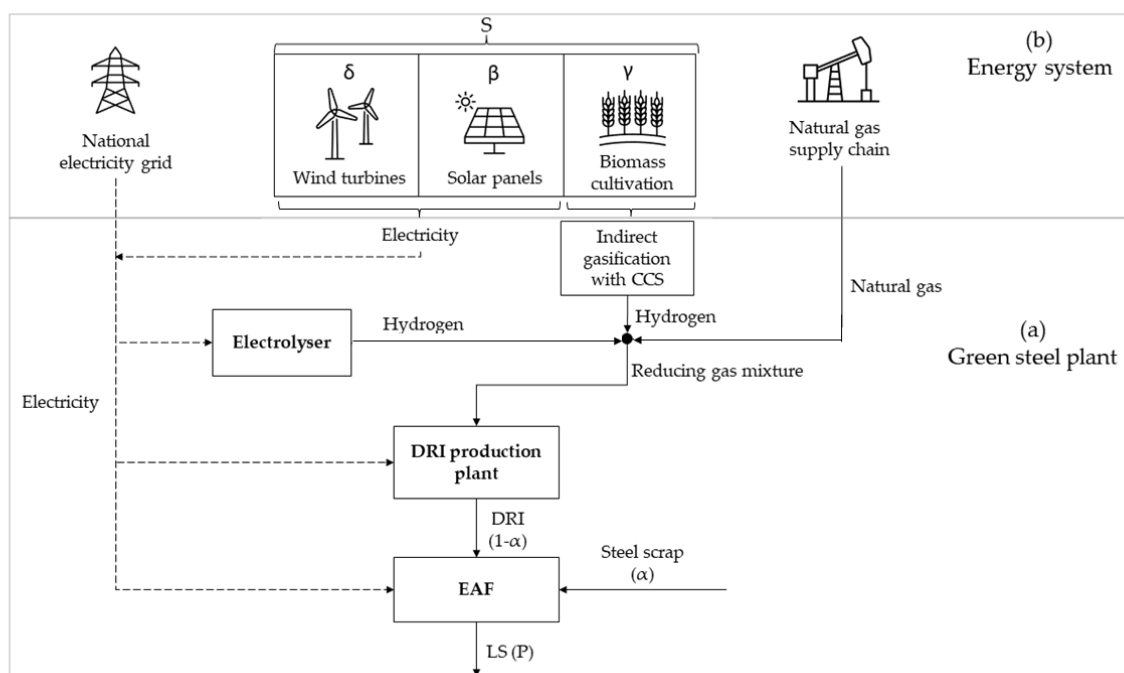 S
(b)
Energy system
δ
β
γ
National
electricity grid
Wind turbines
Solar panels
Biomass
cultivation
Natural gas
supply chain
Electricity
Indirect
gasification
with CCS
Natural gas
Hydrogen
Hydrogen
Electrolyser
(a)
Green steel plant
Reducing gas mixture
Electricity
DRI production
plant
DRI
(1-α)
Steel scrap
(α)
EAF
LS (P)